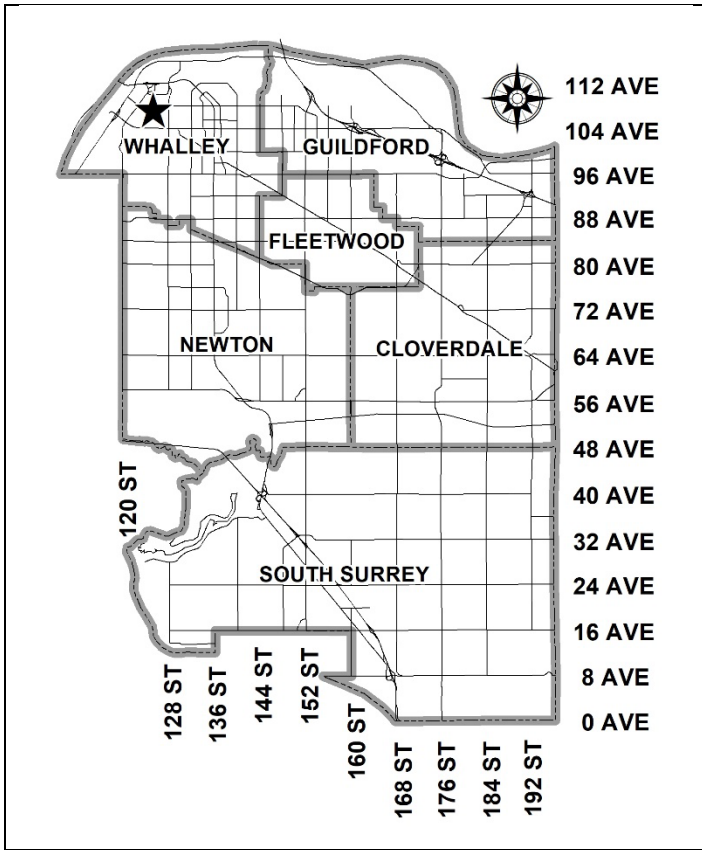 112 AVE
104 AVE
WHALLEY
GUILDFORD
96 AVE
88 AVE
FLEETWOOD
80 AVE
72 AVE
NEWTON
CLOVERDALE
64 AVE
56 AVE
48 AVE
120 ST
40 AVE
32 AVE
SOUTH SURREY
24 AVE
16 AVE
8 AVE
128 ST
136 ST
144 ST
152 ST
160 ST
0 AVE
168 ST
176 ST
184 ST
192 ST